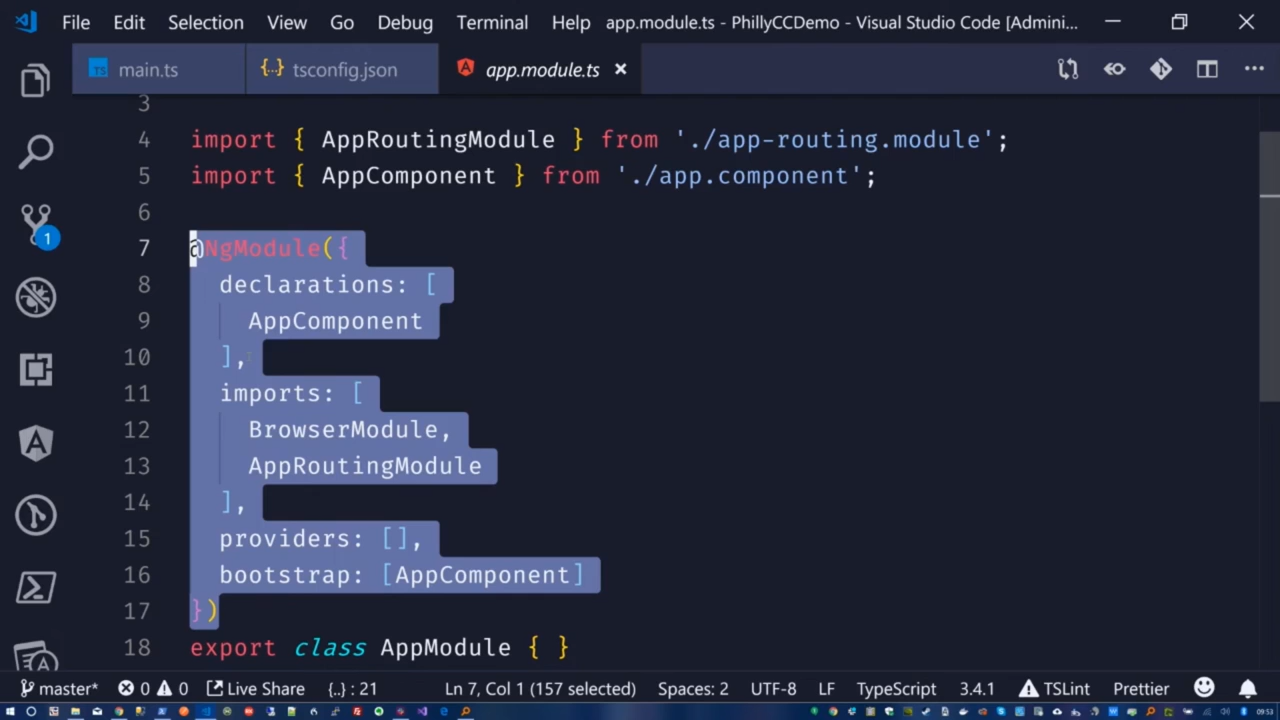 File Edit Selection View Go Debug Terminal Help app.module.ts - PhillyCCDemo - Visual Studio Code [Admini...
main.ts {..} tsconfig.json app.module.ts
3
4 import { AppRoutingModule } from './app-routing.module';
5 import { AppComponent } from './app.component';
6
7 @NgModule({
8 declarations: [
9 AppComponent
10 ],
11 imports: [
12 BrowserModule,
13 AppRoutingModule
14 ],
15 providers: [],
16 bootstrap: [AppComponent]
17 })
18 export class AppModule { }
1
master* 0 0 Live Share {..} : 21 Ln 7, Col 1 (157 selected) Spaces: 2 UTF-8 LF TypeScript 3.4.1 TSLint Prettier
09:53